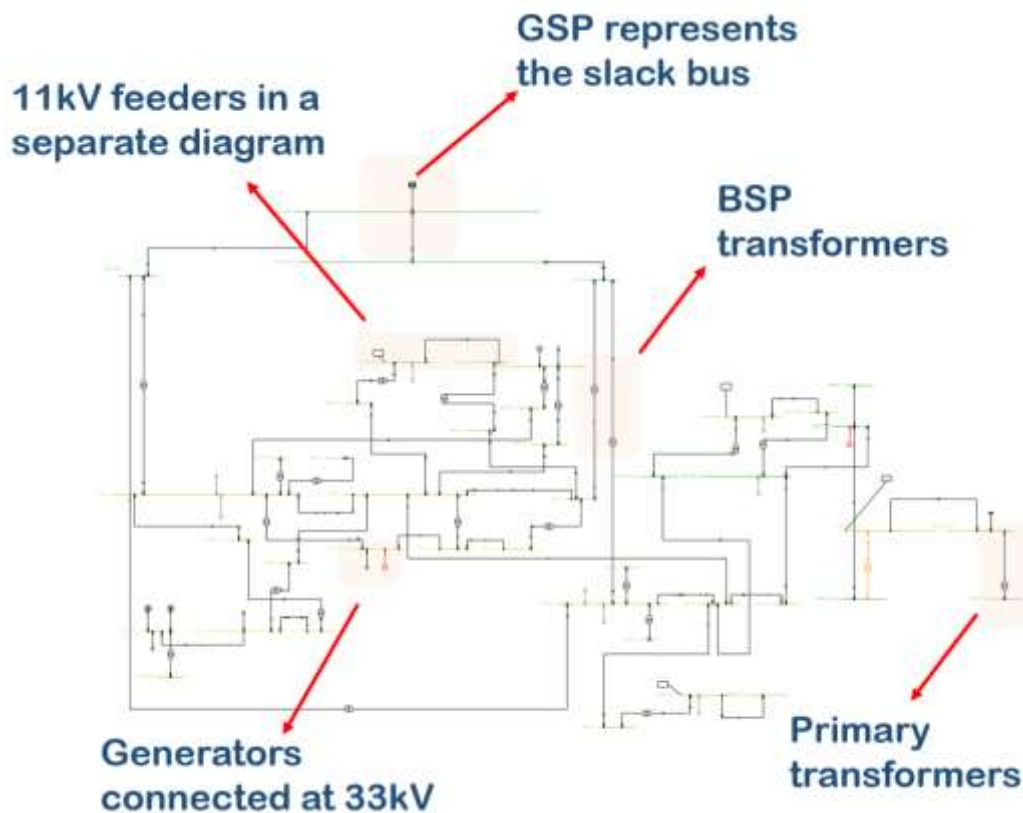 GSP represents
the slack bus
11kV feeders in a
separate diagram
BSP
transformers
Generators
connected at 33kV
Primary
transformers